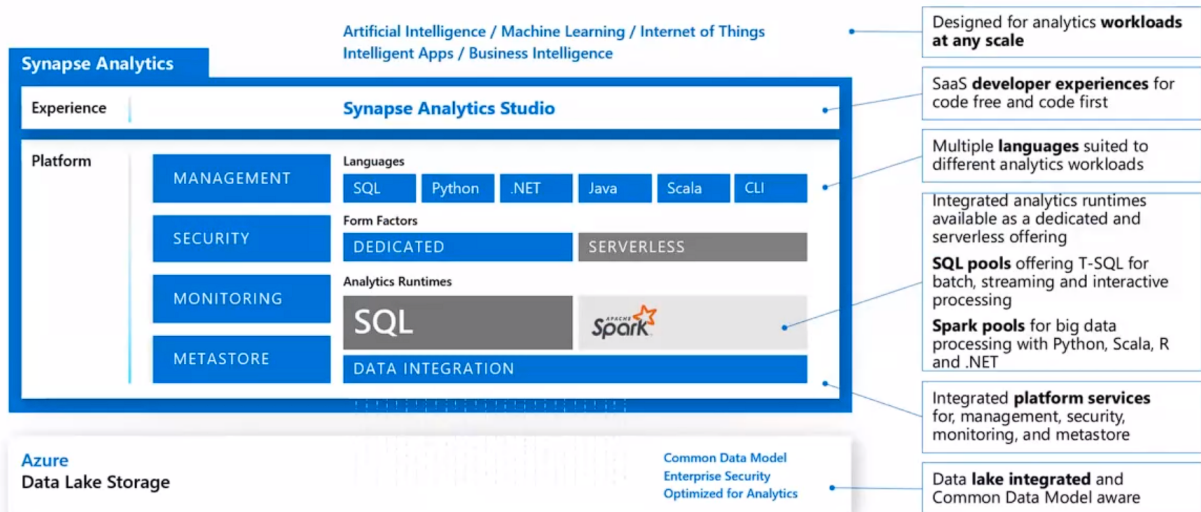 Artificial Intelligence / Machine Learning / Internet of Things
Intelligent Apps / Business Intelligence
Synapse Analytics
Experience
Synapse Analytics Studio
Platform
MANAGEMENT
SECURITY
MONITORING
METASTORE
Languages
SQL
Python
.NET
Java
Scala
CLI
Form Factors
DEDICATED
SERVERLESS
Analytics Runtimes
SQL
APACHE
Spark
DATA INTEGRATION
Azure
Data Lake Storage
Common Data Model
Enterprise Security
Optimized for Analytics
Designed for analytics workloads
at any scale
SaaS developer experiences for
code free and code first
Multiple languages suited to
different analytics workloads
Integrated analytics runtimes
available as a dedicated and
serverless offering
SQL pools offering T-SQL for
batch, streaming and interactive
processing
Spark pools for big data
processing with Python, Scala, R
and .NET
Integrated platform services
for, management, security,
monitoring, and metastore
Data lake integrated and
Common Data Model aware